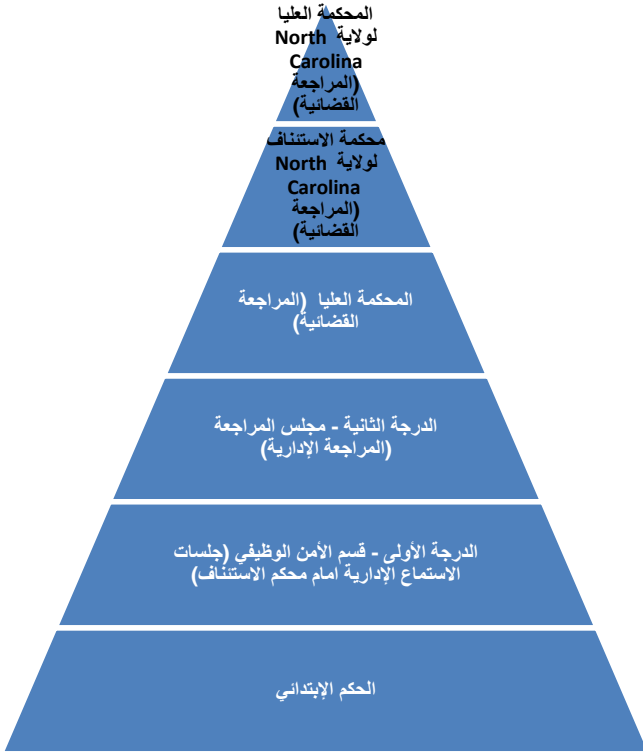 المحكمة العليا
لولاية North
Carolina
(المراجعة
القضائية)
محكمة الاستئناف
لولاية North
Carolina
(المراجعة
القضائية)
المحكمة العليا (المراجعة
القضائية)
الدرجة الثانية - مجلس المراجعة
(المراجعة الإدارية)
الدرجة الأولى - قسم الأمن الوظيفي (جلسات
الاستماع الإدارية امام محكم الاستئناف)
الحكم الإبتدائي